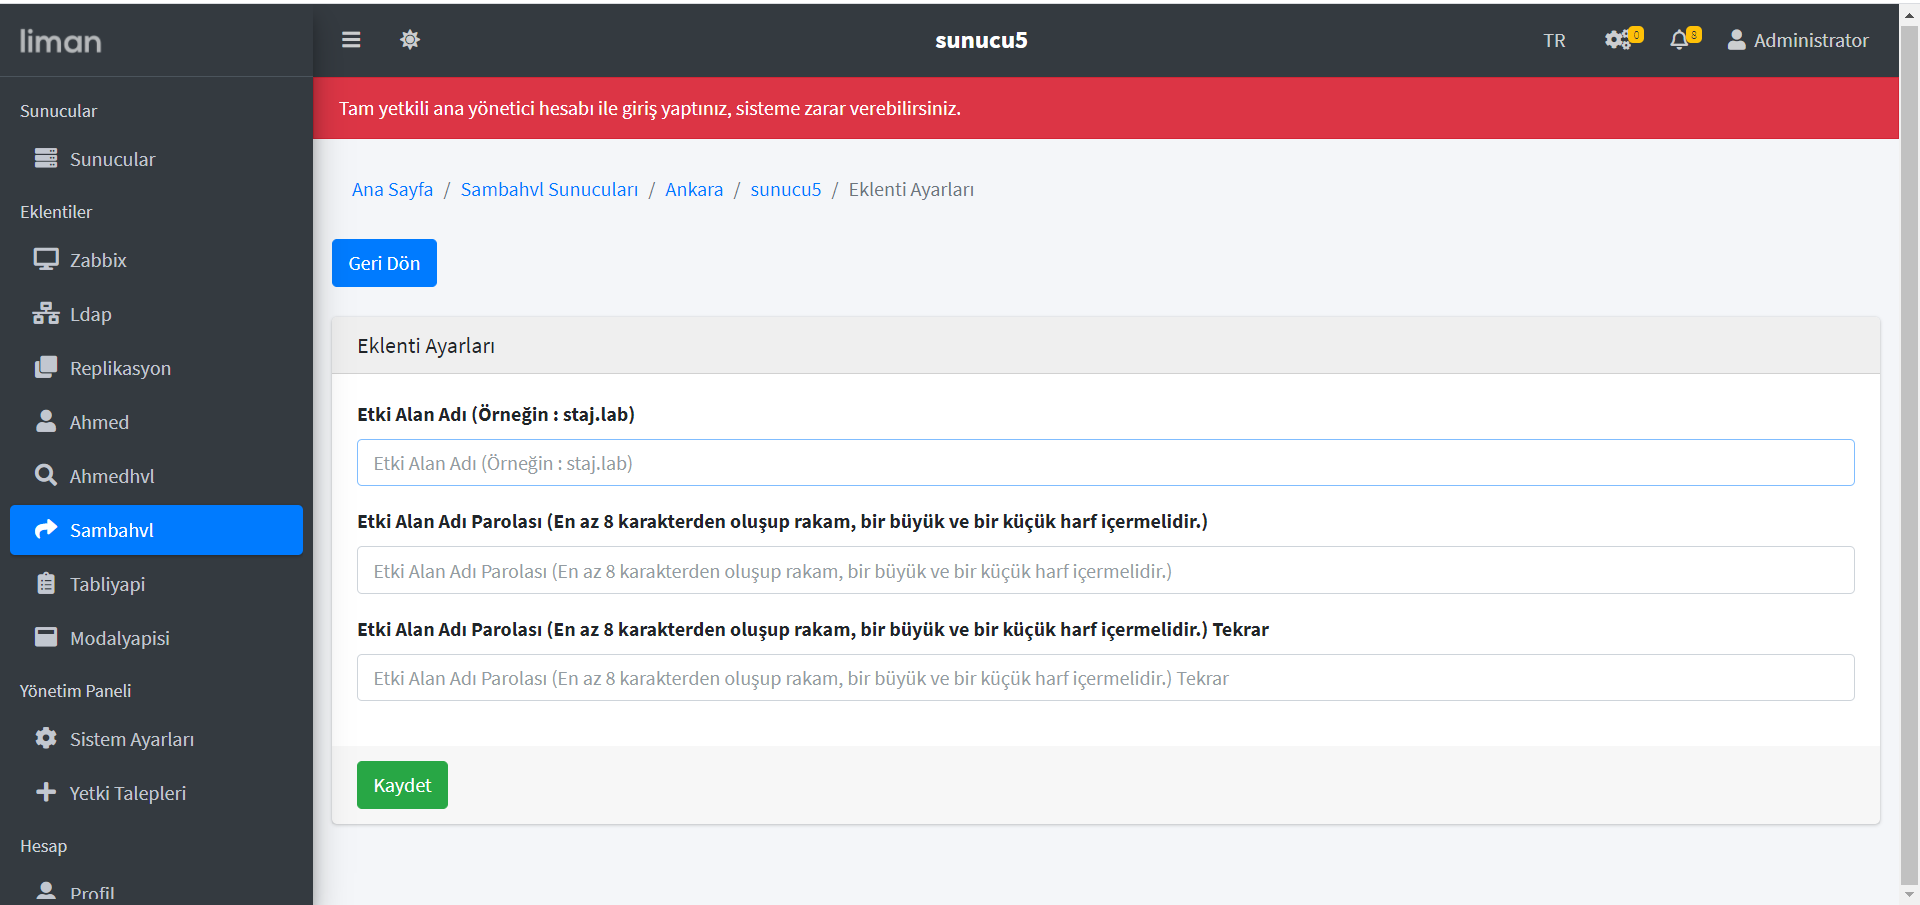 liman
sunucu5
TR
0
8
Administrator
Tam yetkili ana yönetici hesabı ile giriş yaptınız, sisteme zarar verebilirsiniz.
Sunucular
Sunucular
Eklentiler
Zabbix
Ldap
Replikasyon
Ahmed
Ahmedhvl
Sambahvl
Tabliyapi
Modalyapisi
Yönetim Paneli
Sistem Ayarları
Yetki Talepleri
Hesap
Profil
Ana Sayfa / Sambahvl Sunucuları / Ankara / sunucu5 / Eklenti Ayarları
Geri Dön
Eklenti Ayarları
Etki Alan Adı (Örneğin : staj.lab)
Etki Alan Adı (Örneğin : staj.lab)
Etki Alan Adı Parolası (En az 8 karakterden oluşup rakam, bir büyük ve bir küçük harf içermelidir.)
Etki Alan Adı Parolası (En az 8 karakterden oluşup rakam, bir büyük ve bir küçük harf içermelidir.)
Etki Alan Adı Parolası (En az 8 karakterden oluşup rakam, bir büyük ve bir küçük harf içermelidir.) Tekrar
Etki Alan Adı Parolası (En az 8 karakterden oluşup rakam, bir büyük ve bir küçük harf içermelidir.) Tekrar
Kaydet